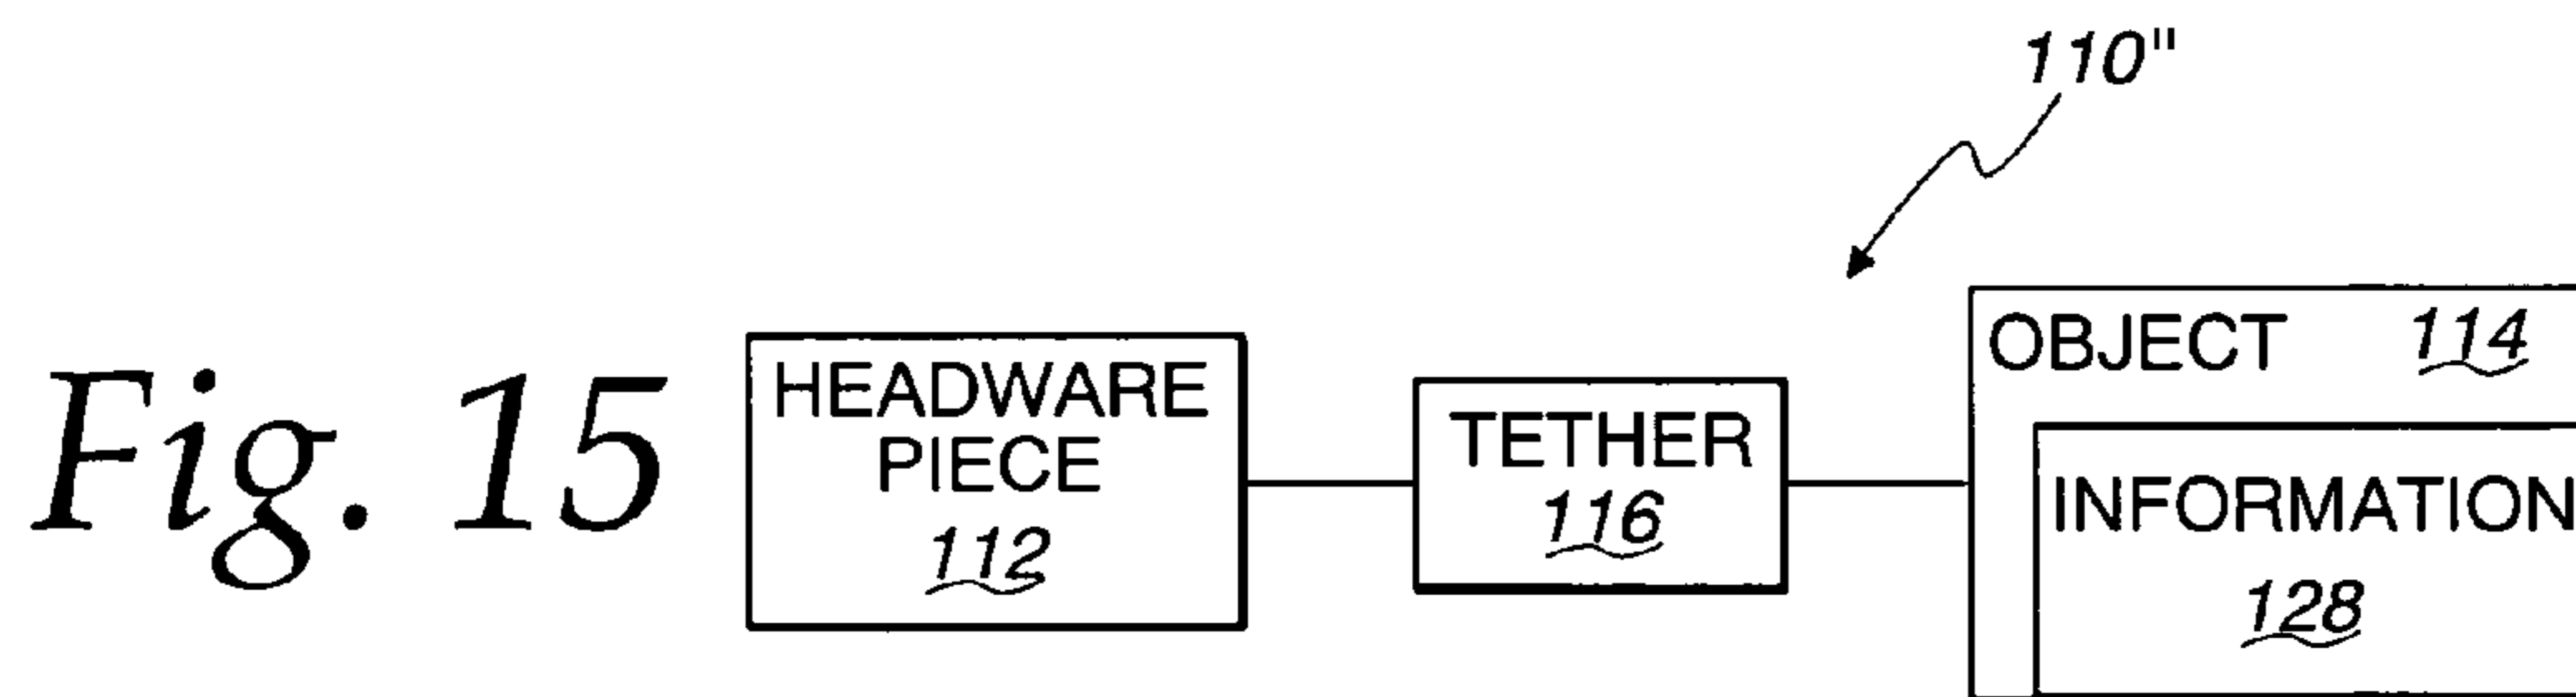 110"
Fig. 15
HEADWARE
PIECE
112
TETHER
116
OBJECT 114
INFORMATION
128